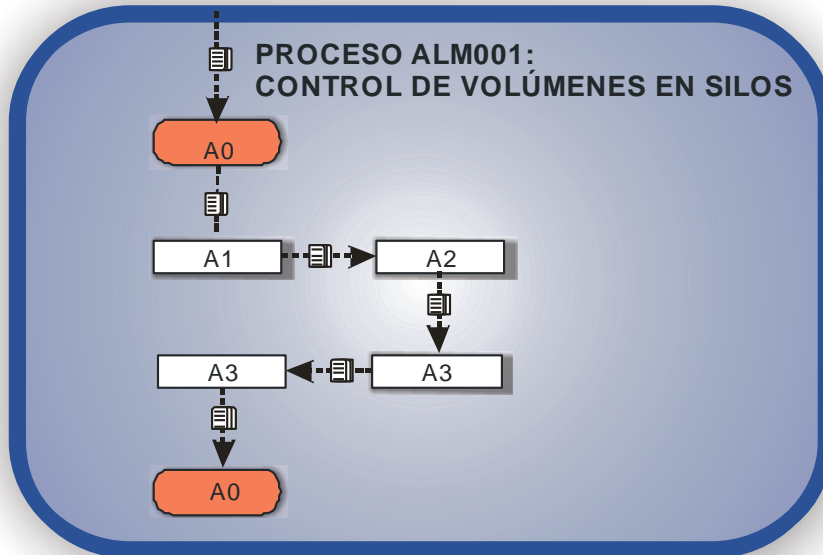 PROCESO ALM001:
CONTROL DE VOLÚMENES EN SILOS
A0
A1
A2
A3
A3
A0